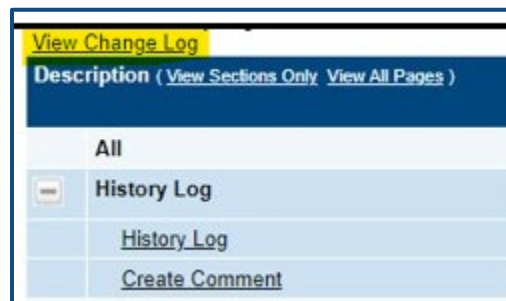 View Change Log
Description ( View Sections Only View All Pages )
All
History Log
History Log
Create Comment